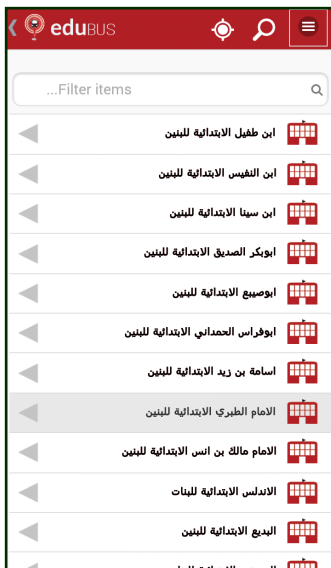 eduBUS
Filter items...
ابن طفيل الابتدائية للبنين
ابن النفيس الابتدائية للبنين
ابن سينا الابتدائية للبنين
ابوبكر الصديق الابتدائية للبنين
ابوصيبع الابتدائية للبنين
ابوفراس الحمداني الابتدائية للبنين
اسامة بن زيد الابتدائية للبنين
الامام الطبري الابتدائية للبنين
الامام مالك بن انس الابتدائية للبنين
الاندلس الابتدائية للبنات
البديع الابتدائية للبنين